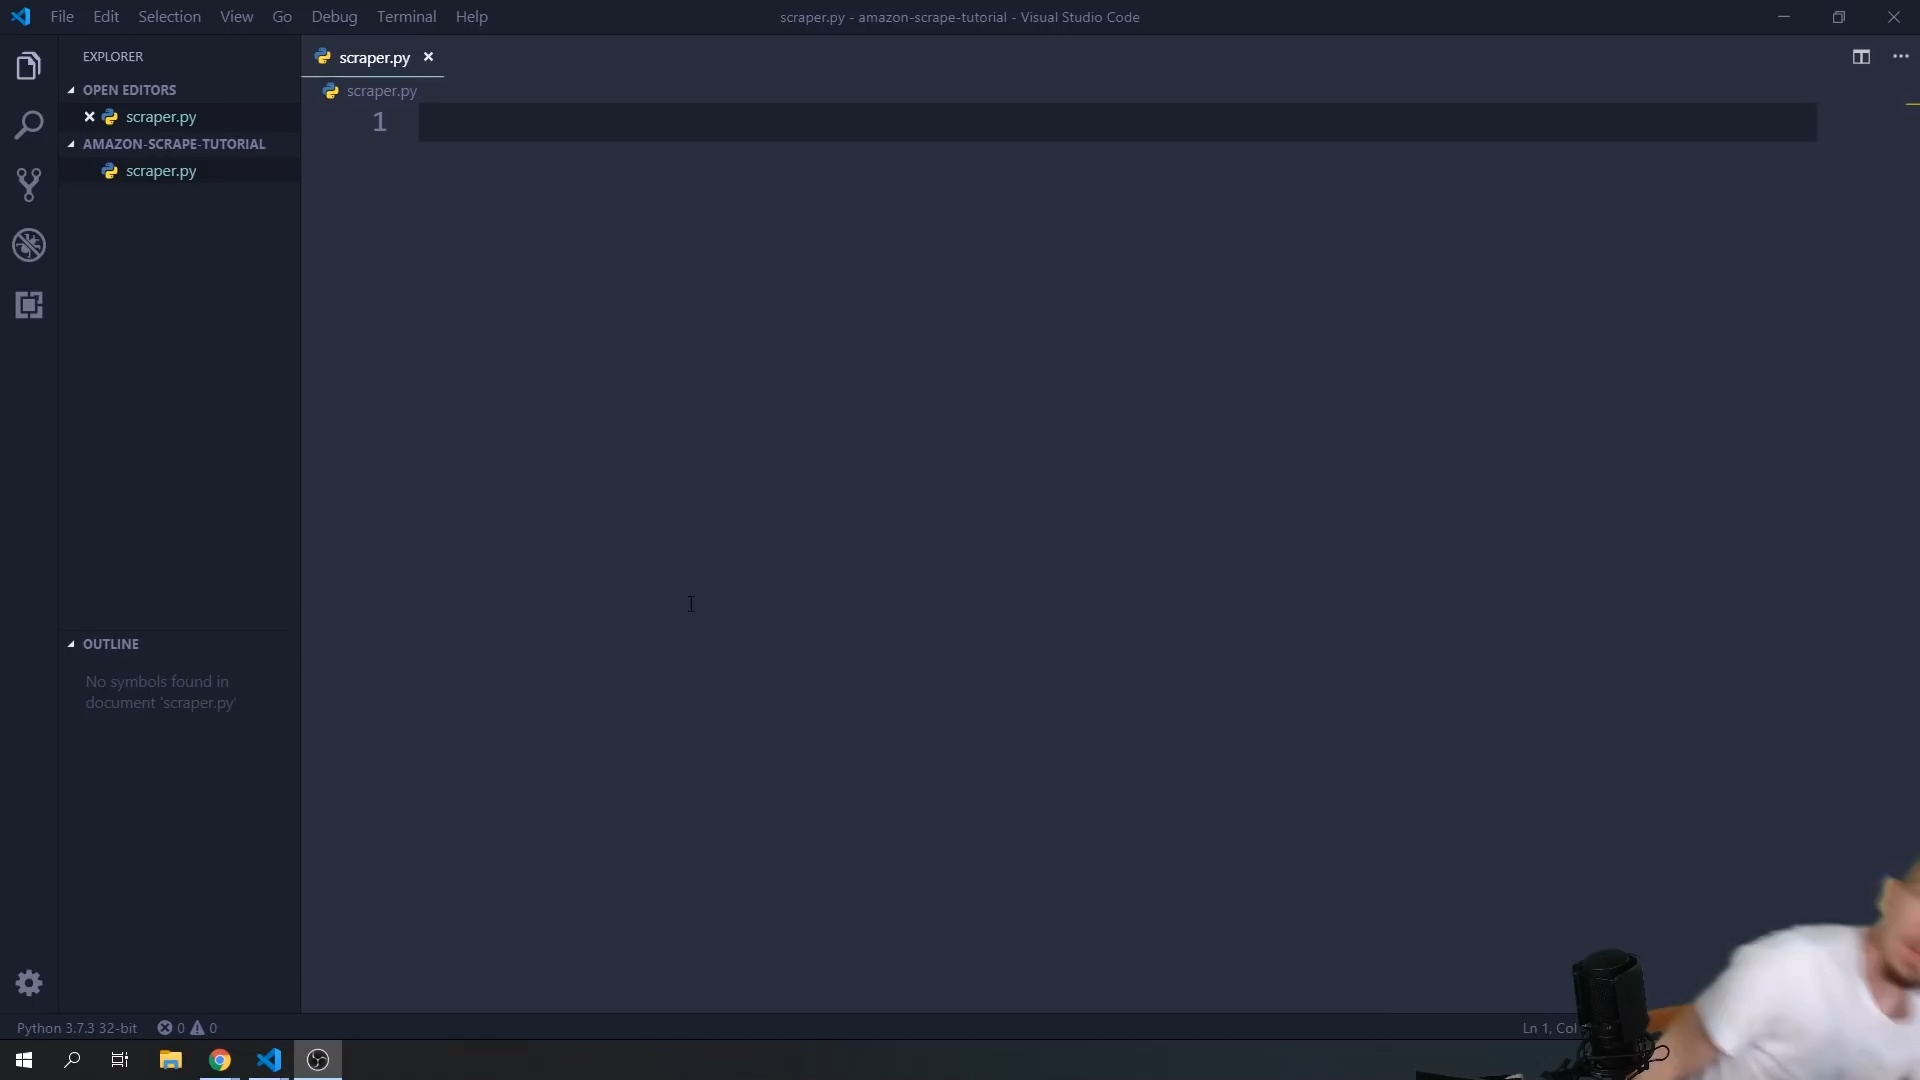 File Edit Selection View Go Debug Terminal Help
scraper.py - amazon-scrape-tutorial - Visual Studio Code
EXPLORER
OPEN EDITORS
scraper.py
AMAZON-SCRAPE-TUTORIAL
scraper.py
OUTLINE
No symbols found in
document 'scraper.py'
scraper.py
scraper.py
1
Python 3.7.3 32-bit 0 0
Ln 1, Col